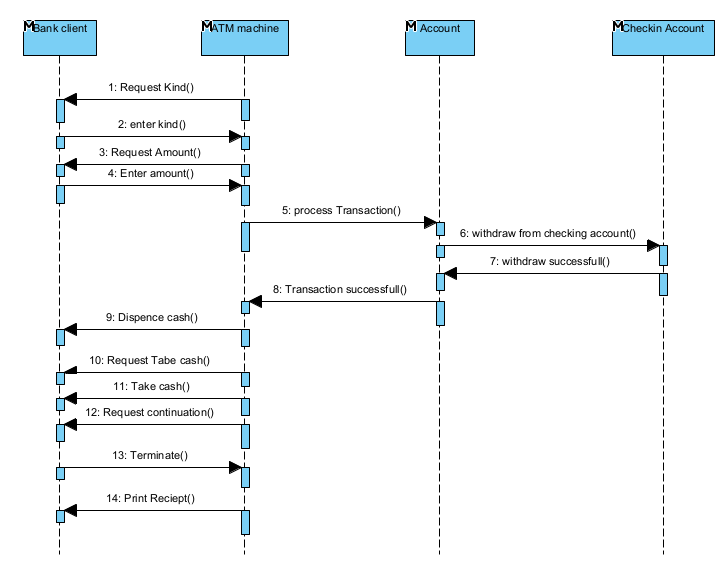 Bank client
ATM machine
Account
Checkin Account
1: Request Kind()
2: enter kind()
3: Request Amount()
4: Enter amount()
5: process Transaction()
6: withdraw from checking account()
7: withdraw successfull()
8: Transaction successfull()
9: Dispence cash()
10: Request Tabe cash()
11: Take cash()
12: Request continuation()
13: Terminate()
14: Print Reciept()